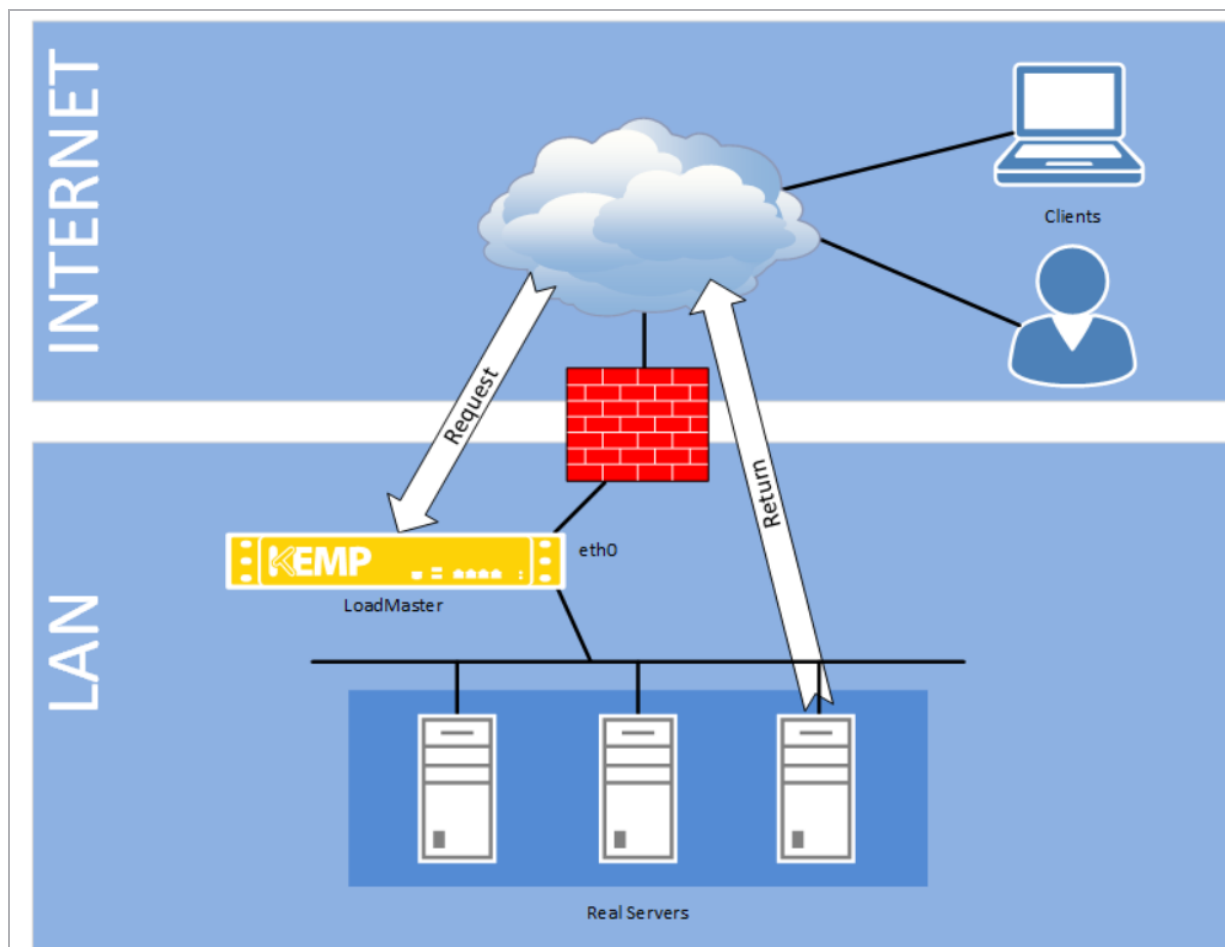 INTERNET
Clients
Request
Return
KEMP
eth0
LoadMaster
LAN
Real Servers